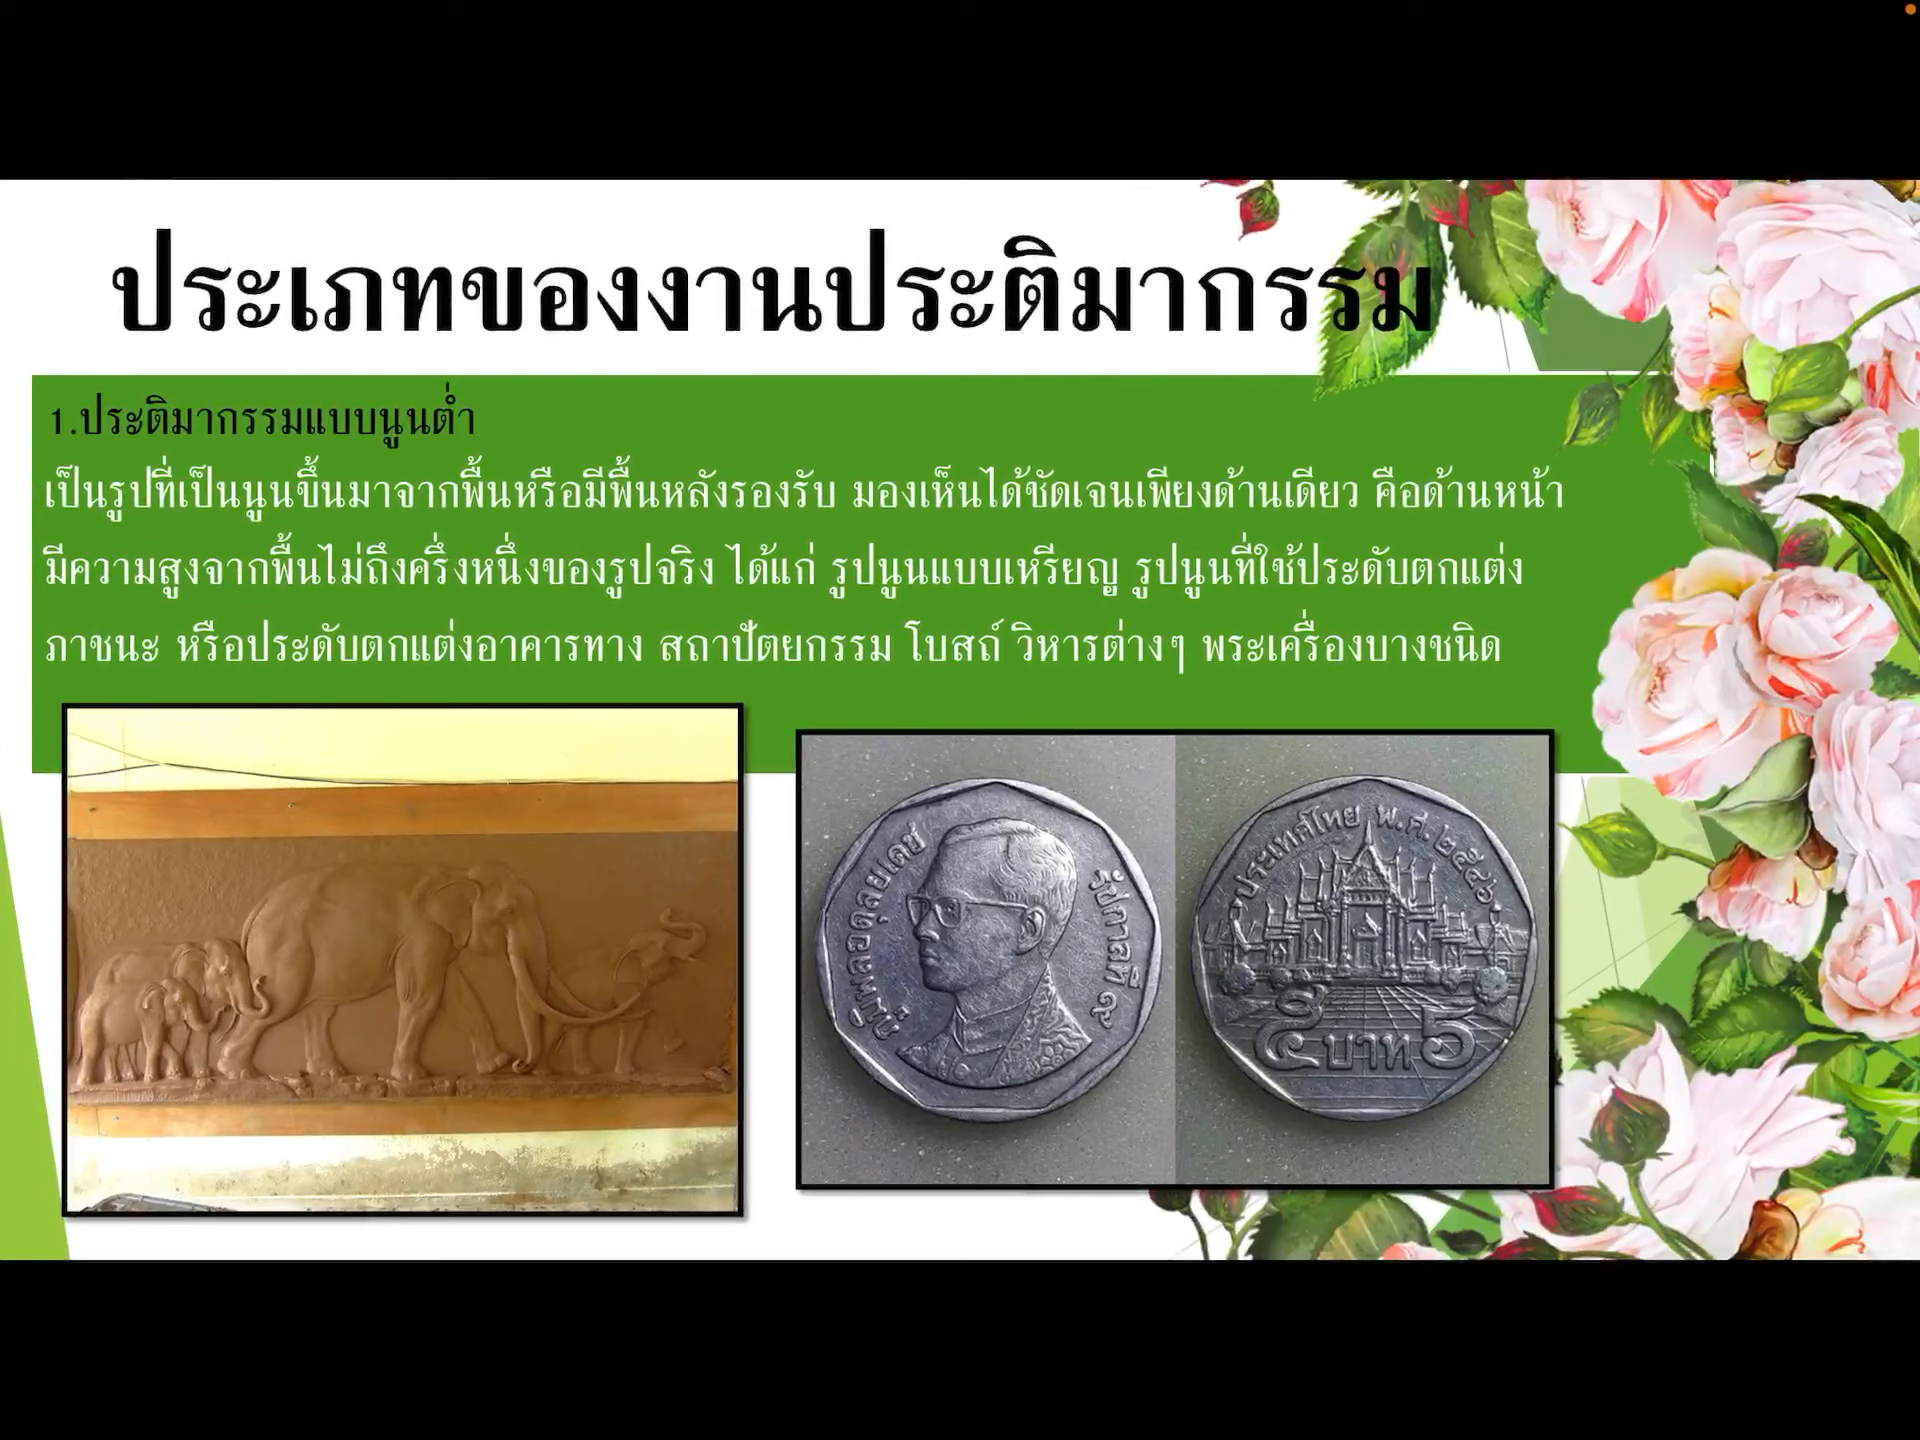 ประเภทของงานประติมากรรม
1.ประติมากรรมแบบนูนต่ำ
เป็นรูปที่เป็นนูนขึ้นมาจากพื้นหรือมีพื้นหลังรองรับ มองเห็นได้ชัดเจนเพียงด้านเดียว คือด้านหน้า
มีความสูงจากพื้นไม่ถึงครึ่งหนึ่งของรูปจริง ได้แก่ รูปนูนแบบเหรียญ รูปนูนที่ใช้ประดับตกแต่ง
ภาชนะ หรือประดับตกแต่งอาคารทาง สถาปัตยกรรม โบสถ์ วิหารต่างๆ พระเครื่องบางชนิด
ภูมิพลอดุลยเดช
รัชกาลที่ ๙
ประเทศไทย พ.ศ. ๒๕๔๖
๕ บาท 5